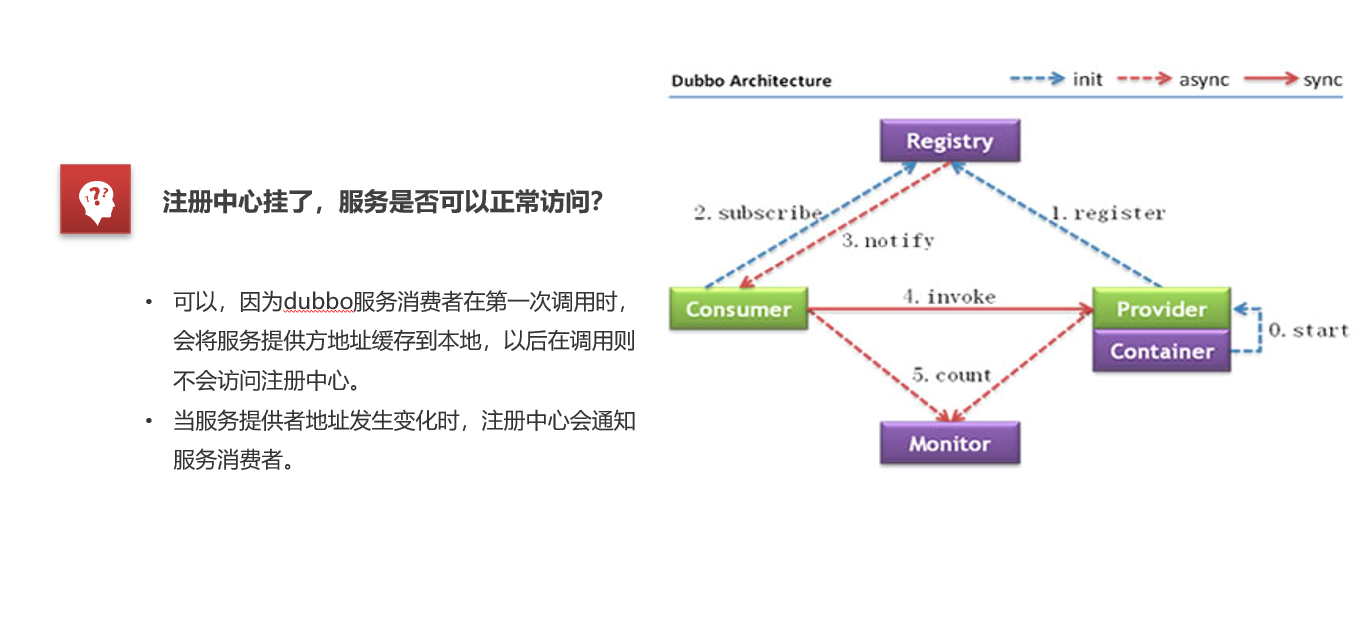 注册中心挂了，服务是否可以正常访问？
• 可以，因为dubbo服务消费者在第一次调用时，
会将服务提供方地址缓存到本地，以后在调用则
不会访问注册中心。
• 当服务提供者地址发生变化时，注册中心会通知
服务消费者。
Dubbo Architecture
init
async
sync
Registry
2. subscribe
1. register
3. notify
Consumer
4. invoke
Provider
0. start
Container
5. count
Monitor